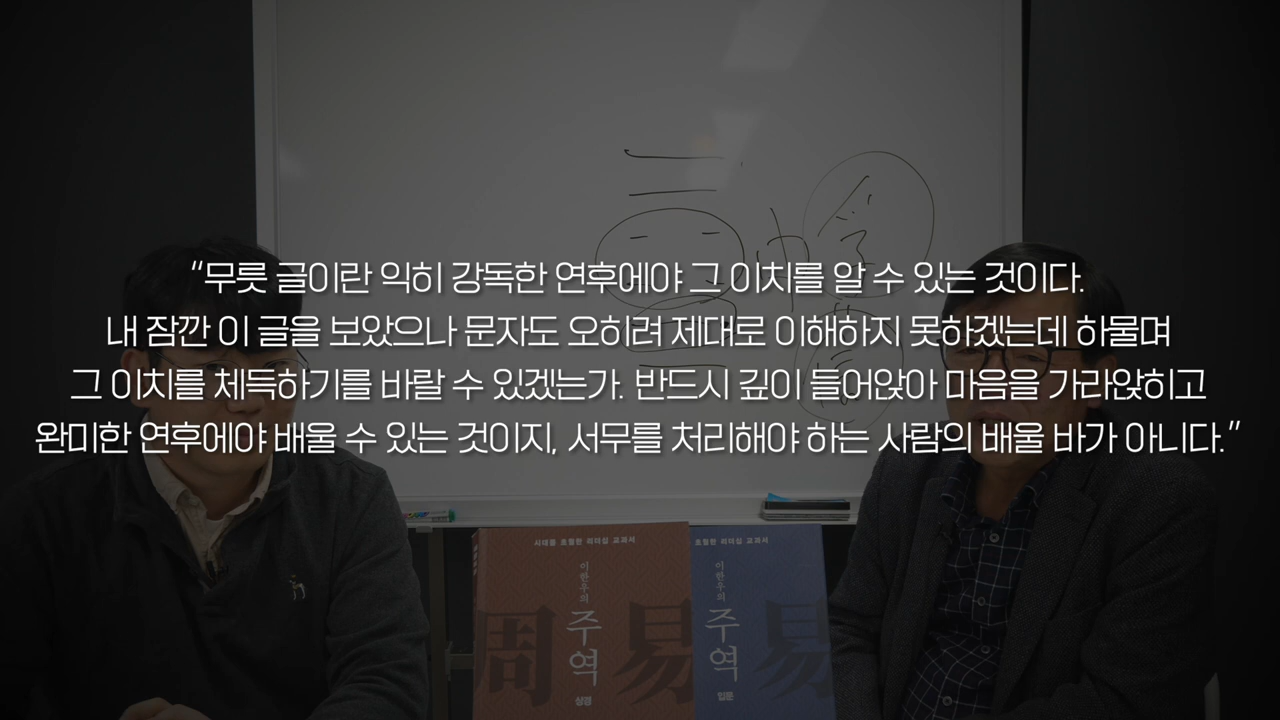 “무릇 글이란 익히 강독한 연후에야 그 이치를 알 수 있는 것이다.
내 잠깐 이 글을 보았으나 문자도 오히려 제대로 이해하지 못하겠는데 하물며
그 이치를 체득하기를 바랄 수 있겠는가. 반드시 깊이 들어앉아 마음을 가라앉히고
완미한 연후에야 배울 수 있는 것이지, 서무를 처리해야 하는 사람의 배울 바가 아니다.”
시대를 초월한 리더십 교과서
이한우의
주역
周易
상경
초월한 리더십 교과서
이한우의
주역
易
입문